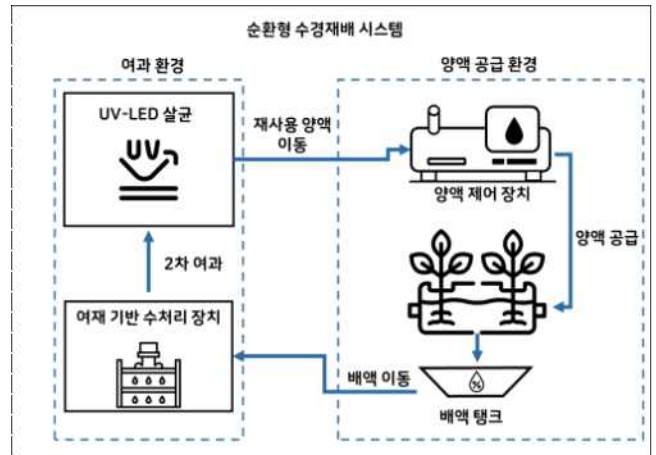 순환형 수경재배 시스템
여과 환경
양액 공급 환경
UV-LED 살균
UV
재사용 양액
이동
양액 제어 장치
양액 공급
2차 여과
여재 기반 수처리 장치
배액 이동
%
배액 탱크